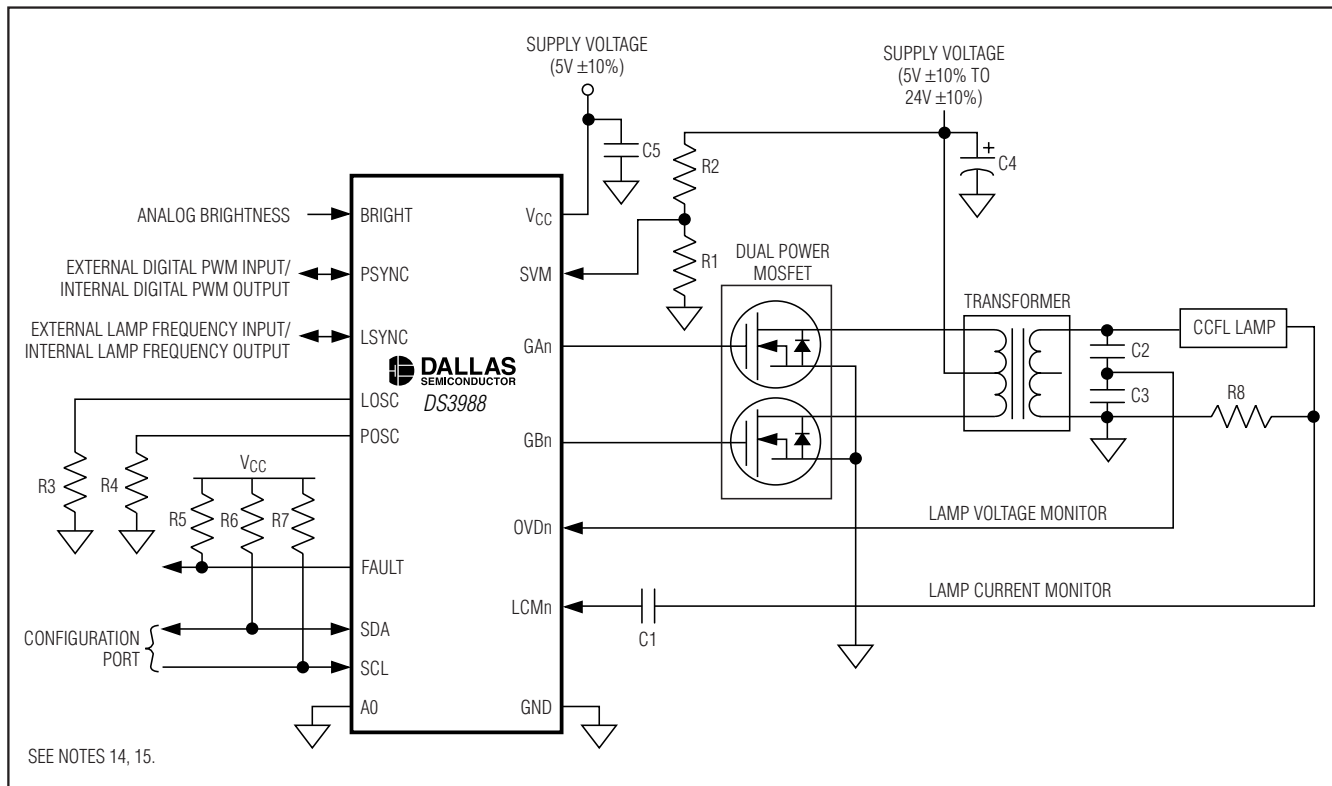 SUPPLY VOLTAGE
(5V ±10%)
SUPPLY VOLTAGE
(5V ±10% TO
24V ±10%)
C5
R2
+
C4
ANALOG BRIGHTNESS
BRIGHT
VCC
R1
DUAL POWER
MOSFET
EXTERNAL DIGITAL PWM INPUT/
INTERNAL DIGITAL PWM OUTPUT
PSYNC
SVM
TRANSFORMER
EXTERNAL LAMP FREQUENCY INPUT/
INTERNAL LAMP FREQUENCY OUTPUT
LSYNC
GAn
CCFL LAMP
C2
DALLAS
SEMICONDUCTOR
DS3988
C3
R8
LOSC
POSC
GBn
R3
R4
VCC
R5
R6
R7
OVDn
LAMP VOLTAGE MONITOR
FAULT
LCMn
C1
LAMP CURRENT MONITOR
CONFIGURATION
PORT
SDA
SCL
A0
GND
SEE NOTES 14, 15.